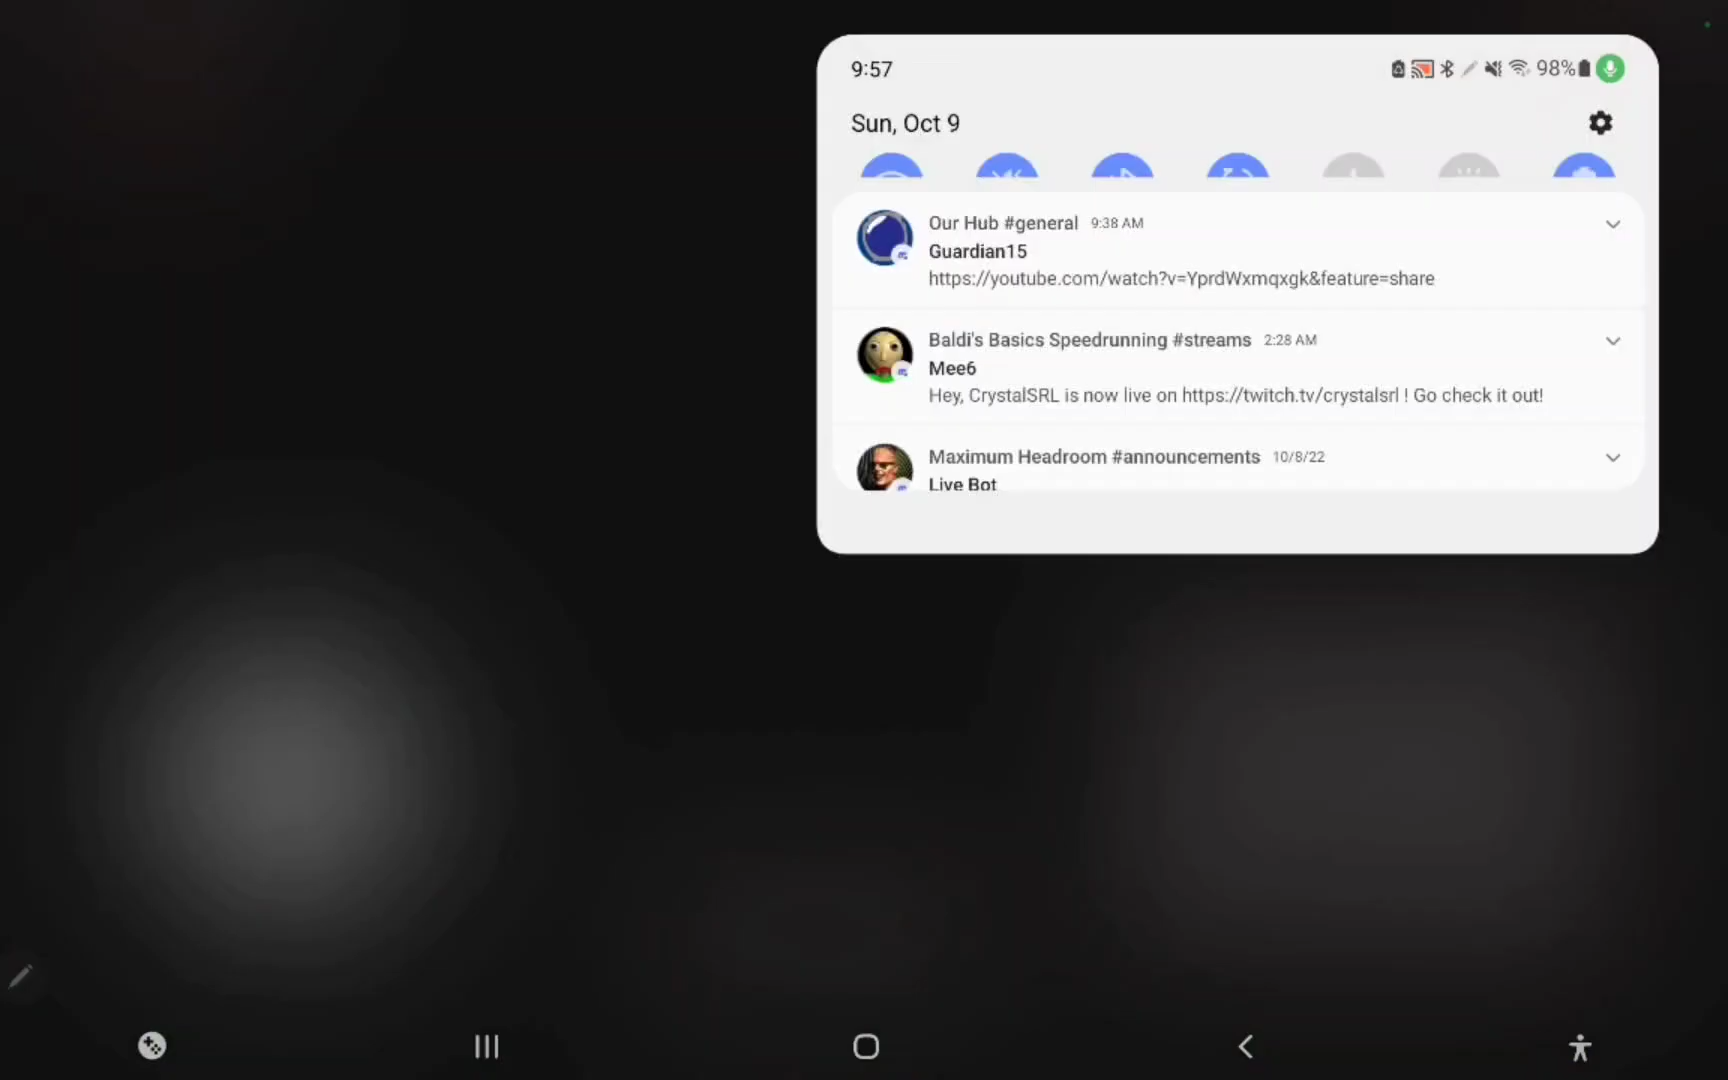 9:57
98%
Sun, Oct 9
Our Hub #general 9:38 AM
Guardian15
https://youtube.com/watch?v=YprdWxmqxgk&feature=share
Baldi's Basics Speedrunning #streams 2:28 AM
Mee6
Hey, CrystalSRL is now live on https://twitch.tv/crystalsrl ! Go check it out!
Maximum Headroom #announcements 10/8/22
Live Bot